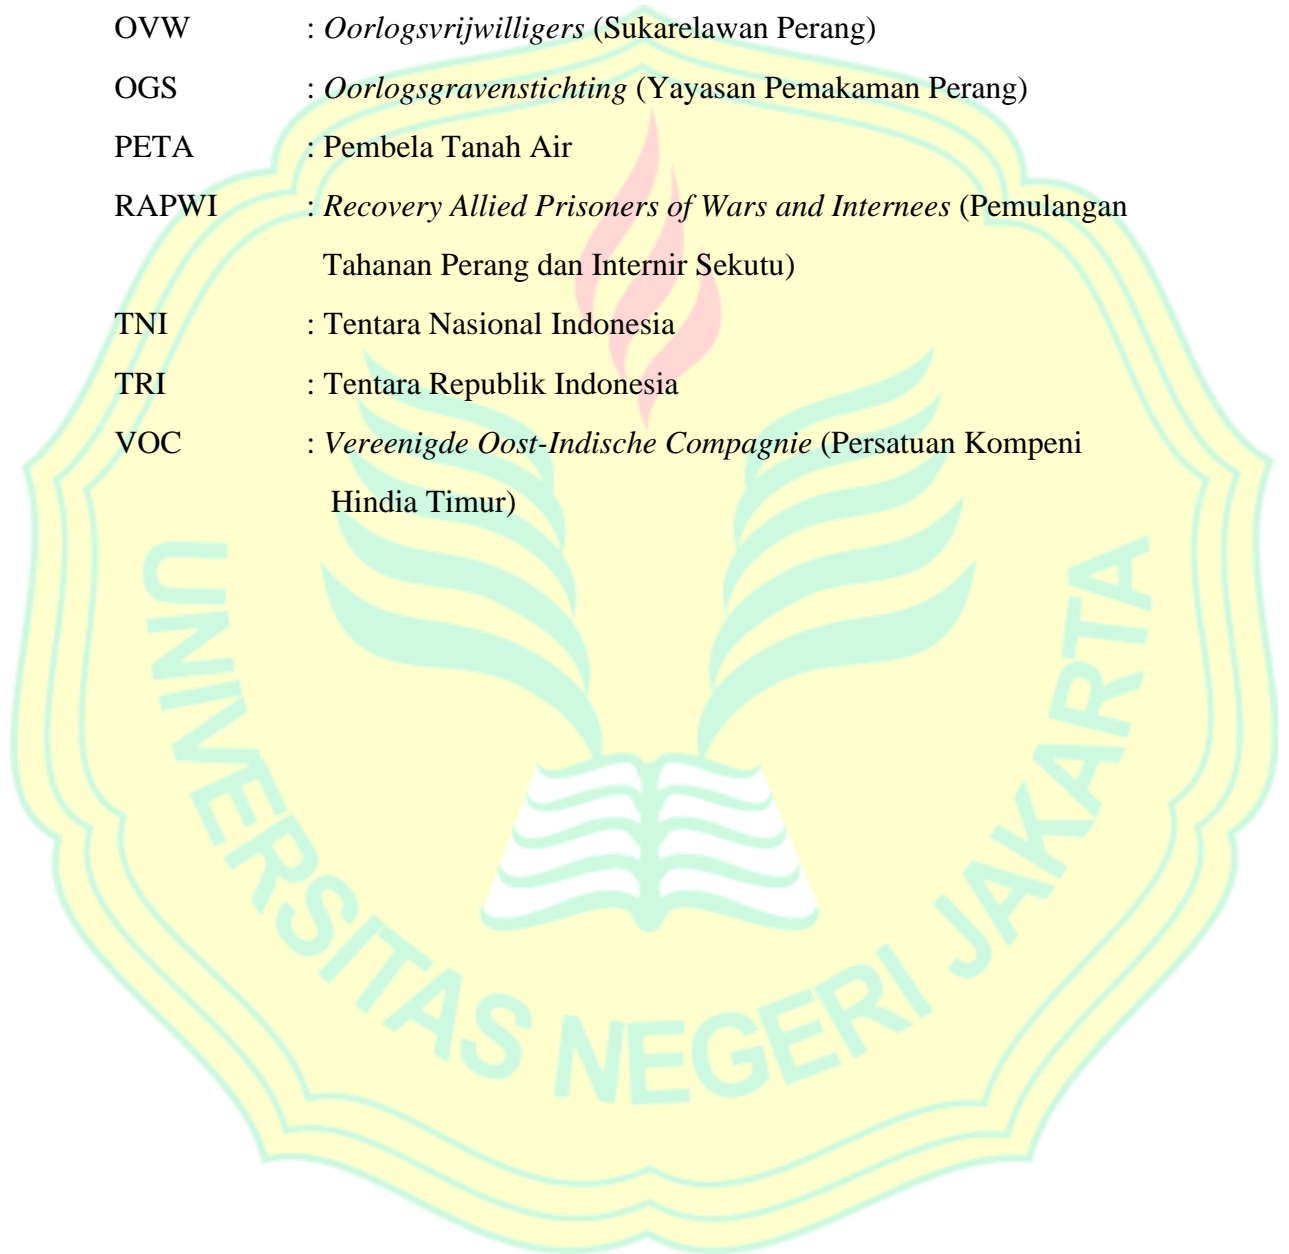 OVW : Oorlogsvrijwilligers (Sukarelawan Perang)
OGS : Oorlogsgravenstichting (Yayasan Pemakaman Perang)
PETA : Pembela Tanah Air
RAPWI : Recovery Allied Prisoners of Wars and Internees (Pemulangan
Tahanan Perang dan Internir Sekutu)
TNI : Tentara Nasional Indonesia
TRI : Tentara Republik Indonesia
VOC : Vereenigde Oost-Indische Compagnie (Persatuan Kompeni
Hindia Timur)
UNIVERSITAS NEGERI JAKARTA